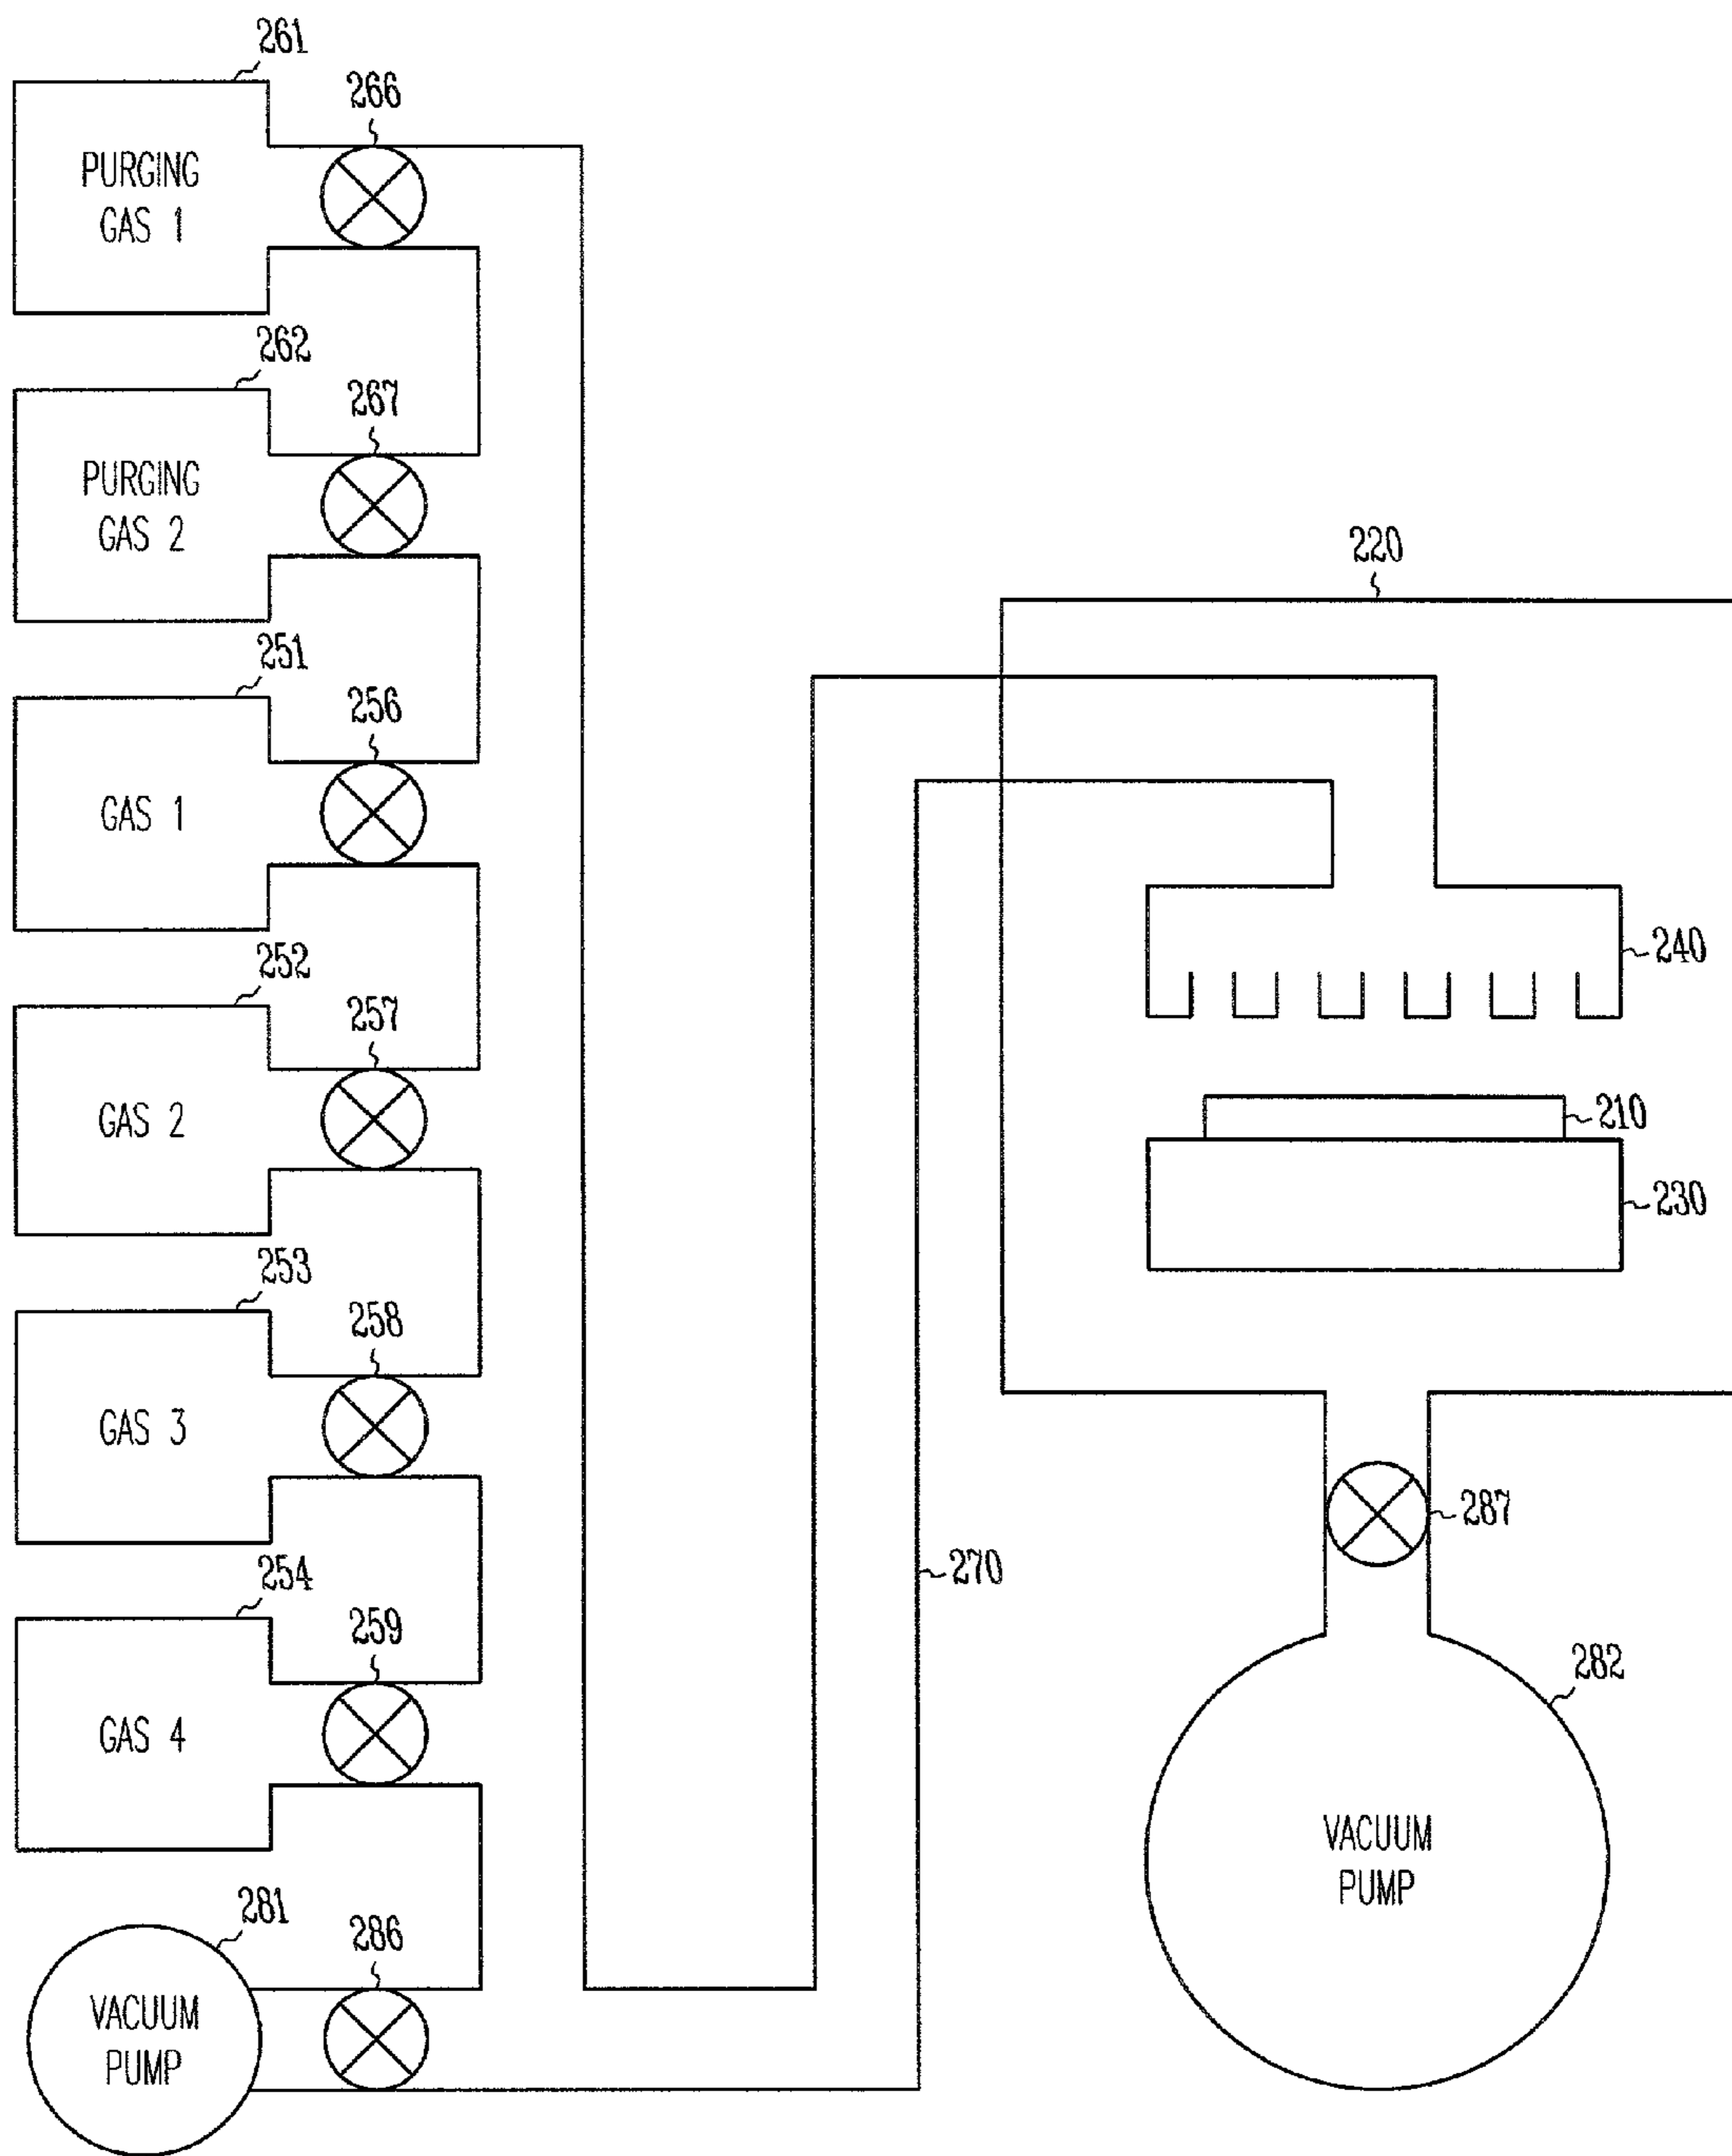 261
266
PURGING
GAS 1
262
267
PURGING
GAS 2
251
256
GAS 1
252
257
GAS 2
253
258
GAS 3
254
259
GAS 4
281
286
VACUUM
PUMP
270
220
240
210
230
287
282
VACUUM
PUMP